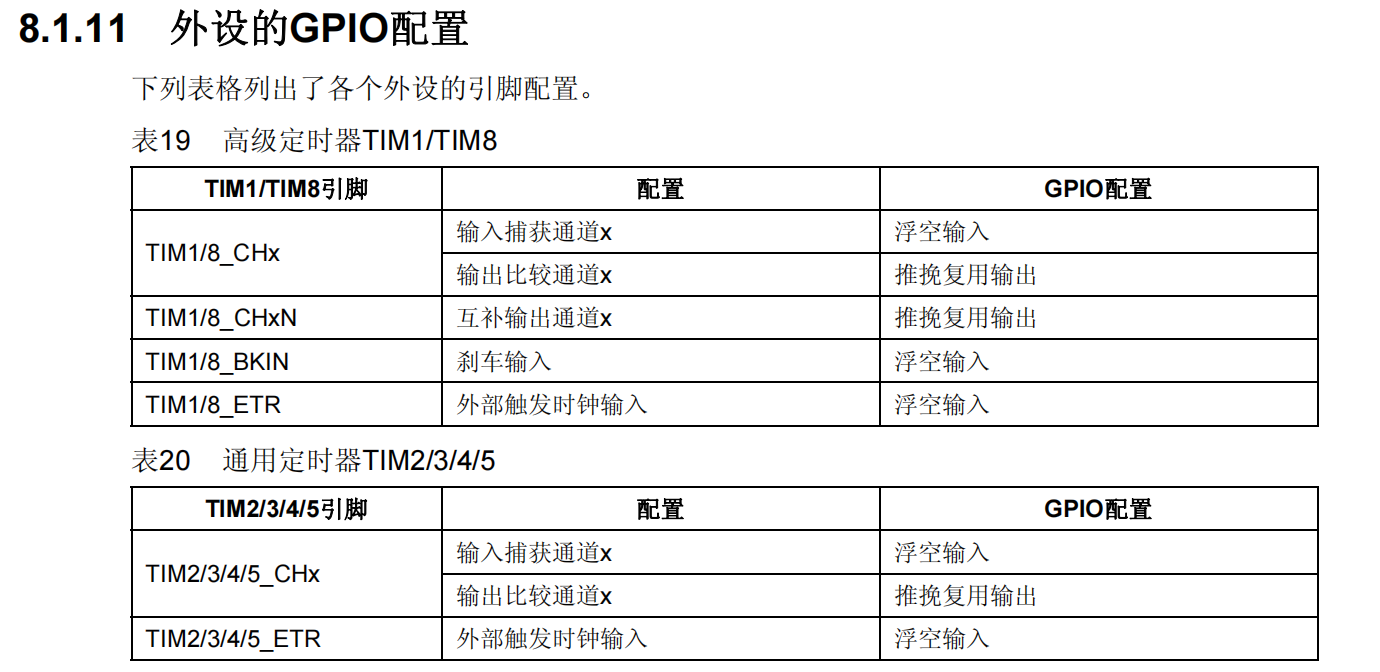 8.1.11 外设的GPIO配置
下列表格列出了各个外设的引脚配置。
表19 高级定时器TIM1/TIM8
TIM1/TIM8引脚 配置 GPIO配置
TIM1/8_CHx 输入捕获通道x 浮空输入
输出比较通道x 推挽复用输出
TIM1/8_CHxN 互补输出通道x 推挽复用输出
TIM1/8_BKIN 刹车输入 浮空输入
TIM1/8_ETR 外部触发时钟输入 浮空输入
表20 通用定时器TIM2/3/4/5
TIM2/3/4/5引脚 配置 GPIO配置
TIM2/3/4/5_CHx 输入捕获通道x 浮空输入
输出比较通道x 推挽复用输出
TIM2/3/4/5_ETR 外部触发时钟输入 浮空输入